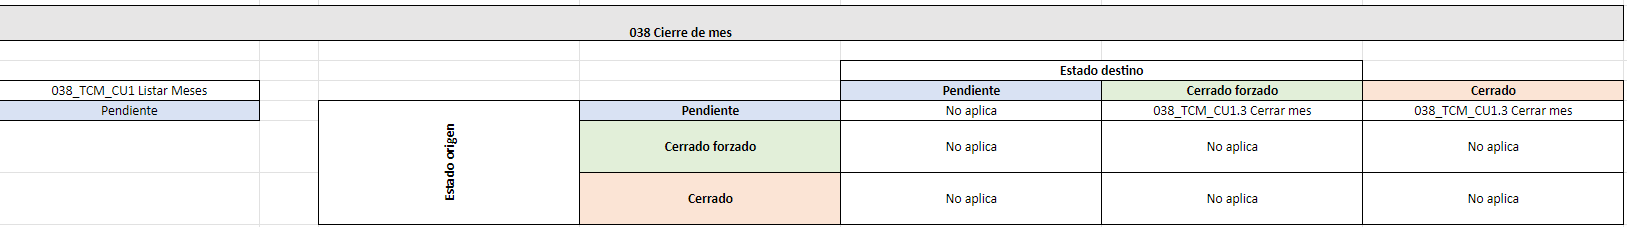 038 Cierre de mes
Estado destino
038_TCM_CU1 Listar Meses
Pendiente
Cerrado forzado
Cerrado
Pendiente
Estado origen
Pendiente
No aplica
038_TCM_CU1.3 Cerrar mes
038_TCM_CU1.3 Cerrar mes
Cerrado forzado
No aplica
No aplica
No aplica
Cerrado
No aplica
No aplica
No aplica